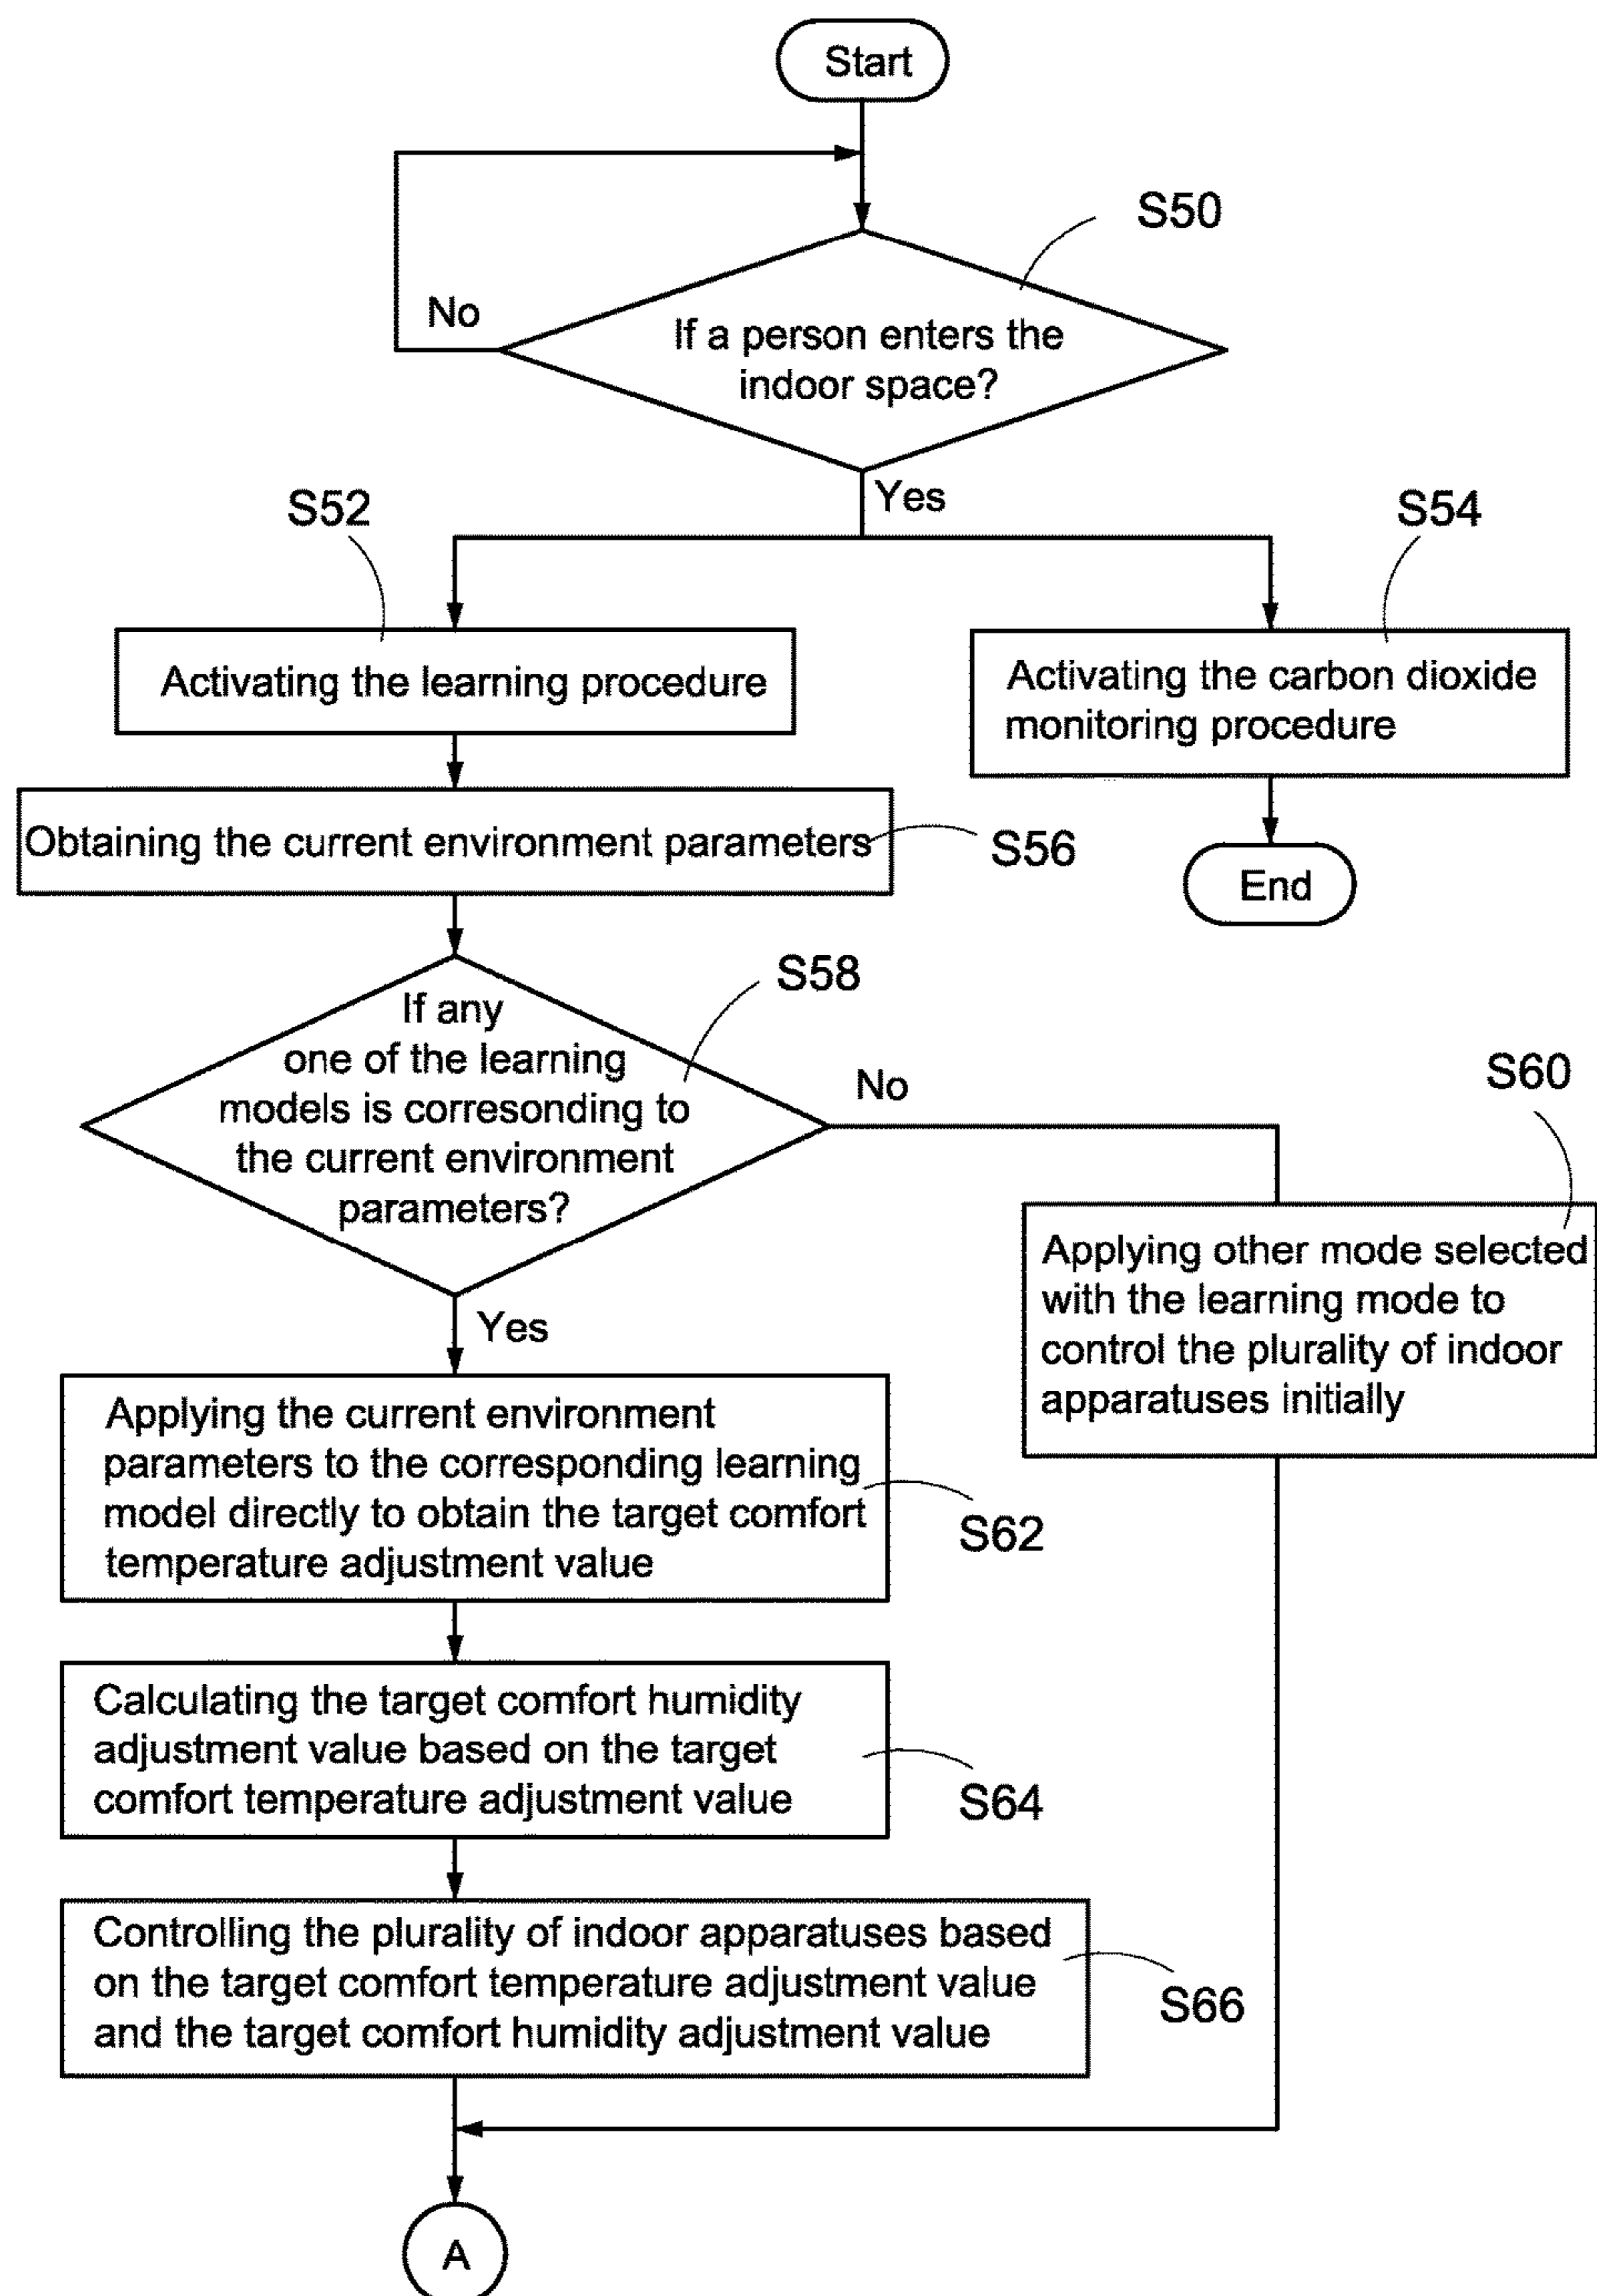 Start
S50
No
If a person enters the
indoor space?
Yes
S52
S54
Activating the learning procedure
Activating the carbon dioxide
monitoring procedure
Obtaining the current environment parameters
S56
End
S58
If any
one of the learning
models is corresonding to
the current environment
parameters?
No
S60
Yes
Applying other mode selected
with the learning mode to
control the plurality of indoor
apparatuses initially
Applying the current environment
parameters to the corresponding learning
model directly to obtain the target comfort
temperature adjustment value
S62
Calculating the target comfort humidity
adjustment value based on the target
comfort temperature adjustment value
S64
Controlling the plurality of indoor apparatuses based
on the target comfort temperature adjustment value
and the target comfort humidity adjustment value
S66
A